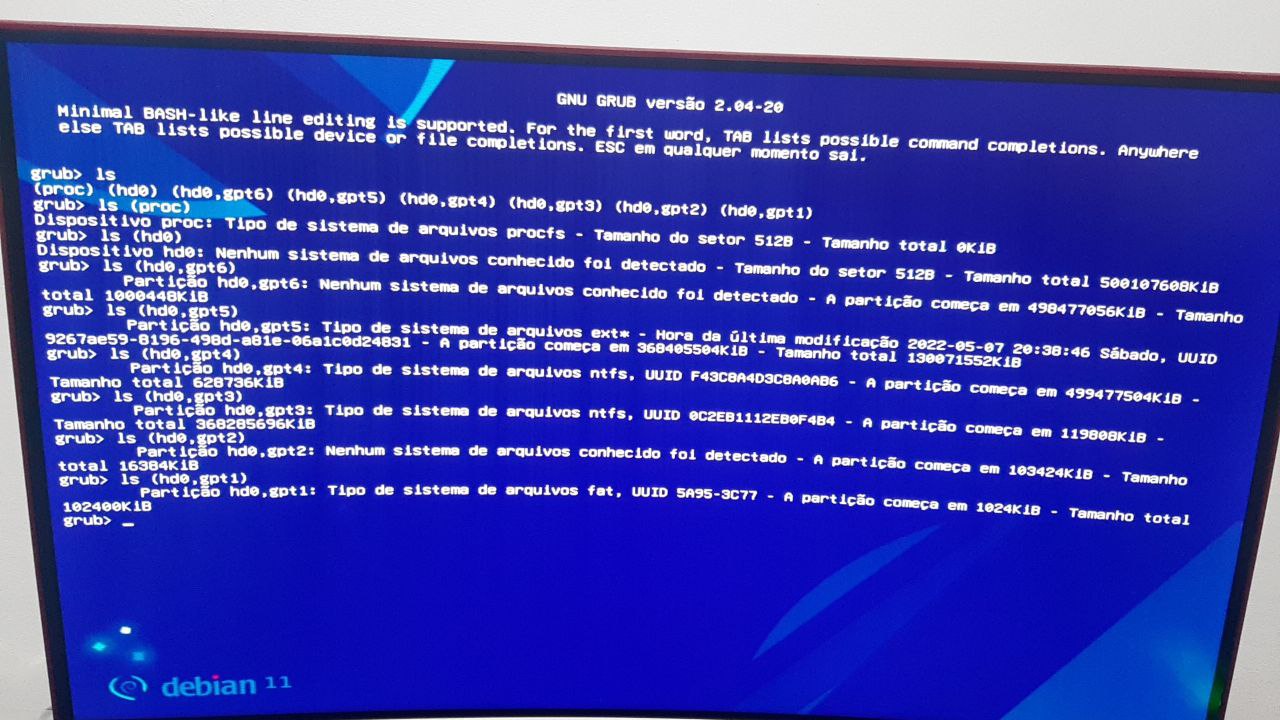 GNU GRUB versão 2.04-20
Minimal BASH-like line editing is supported. For the first word, TAB lists possible command completions. Anywhere
else TAB lists possible device or file completions. ESC em qualquer momento sai.
grub> ls
(proc) (hd0) (hd0,gpt6) (hd0,gpt5) (hd0,gpt4) (hd0,gpt3) (hd0,gpt2) (hd0,gpt1)
grub> ls (proc)
Dispositivo proc: Tipo de sistema de arquivos procfs - Tamanho do setor 512B - Tamanho total 0KiB
grub> ls (hd0)
Dispositivo hd0: Nenhum sistema de arquivos conhecido foi detectado - Tamanho do setor 512B - Tamanho total 500107608KiB
grub> ls (hd0,gpt6)
Partição hd0,gpt6: Nenhum sistema de arquivos conhecido foi detectado - A partição começa em 498477056KiB - Tamanho
total 1000448KiB
grub> ls (hd0,gpt5)
Partição hd0,gpt5: Tipo de sistema de arquivos ext* - Hora da última modificação 2022-05-07 20:38:46 Sábado, UUID
9267ae59-8196-498d-a81e-06a1c0d24831 - A partição começa em 368405504KiB - Tamanho total 130071552KiB
grub> ls (hd0,gpt4)
Partição hd0,gpt4: Tipo de sistema de arquivos ntfs, UUID F43C8A4D3C8A0AB6 - A partição começa em 499477504KiB -
Tamanho total 628736KiB
grub> ls (hd0,gpt3)
Partição hd0,gpt3: Tipo de sistema de arquivos ntfs, UUID 0C2EB1112EB0F4B4 - A partição começa em 119808KiB -
Tamanho total 368285696KiB
grub> ls (hd0,gpt2)
Partição hd0,gpt2: Nenhum sistema de arquivos conhecido foi detectado - A partição começa em 103424KiB - Tamanho
total 16384KiB
grub> ls (hd0,gpt1)
Partição hd0,gpt1: Tipo de sistema de arquivos fat, UUID 5A95-3C77 - A partição começa em 1024KiB - Tamanho total
102400KiB
grub> _
debian 11